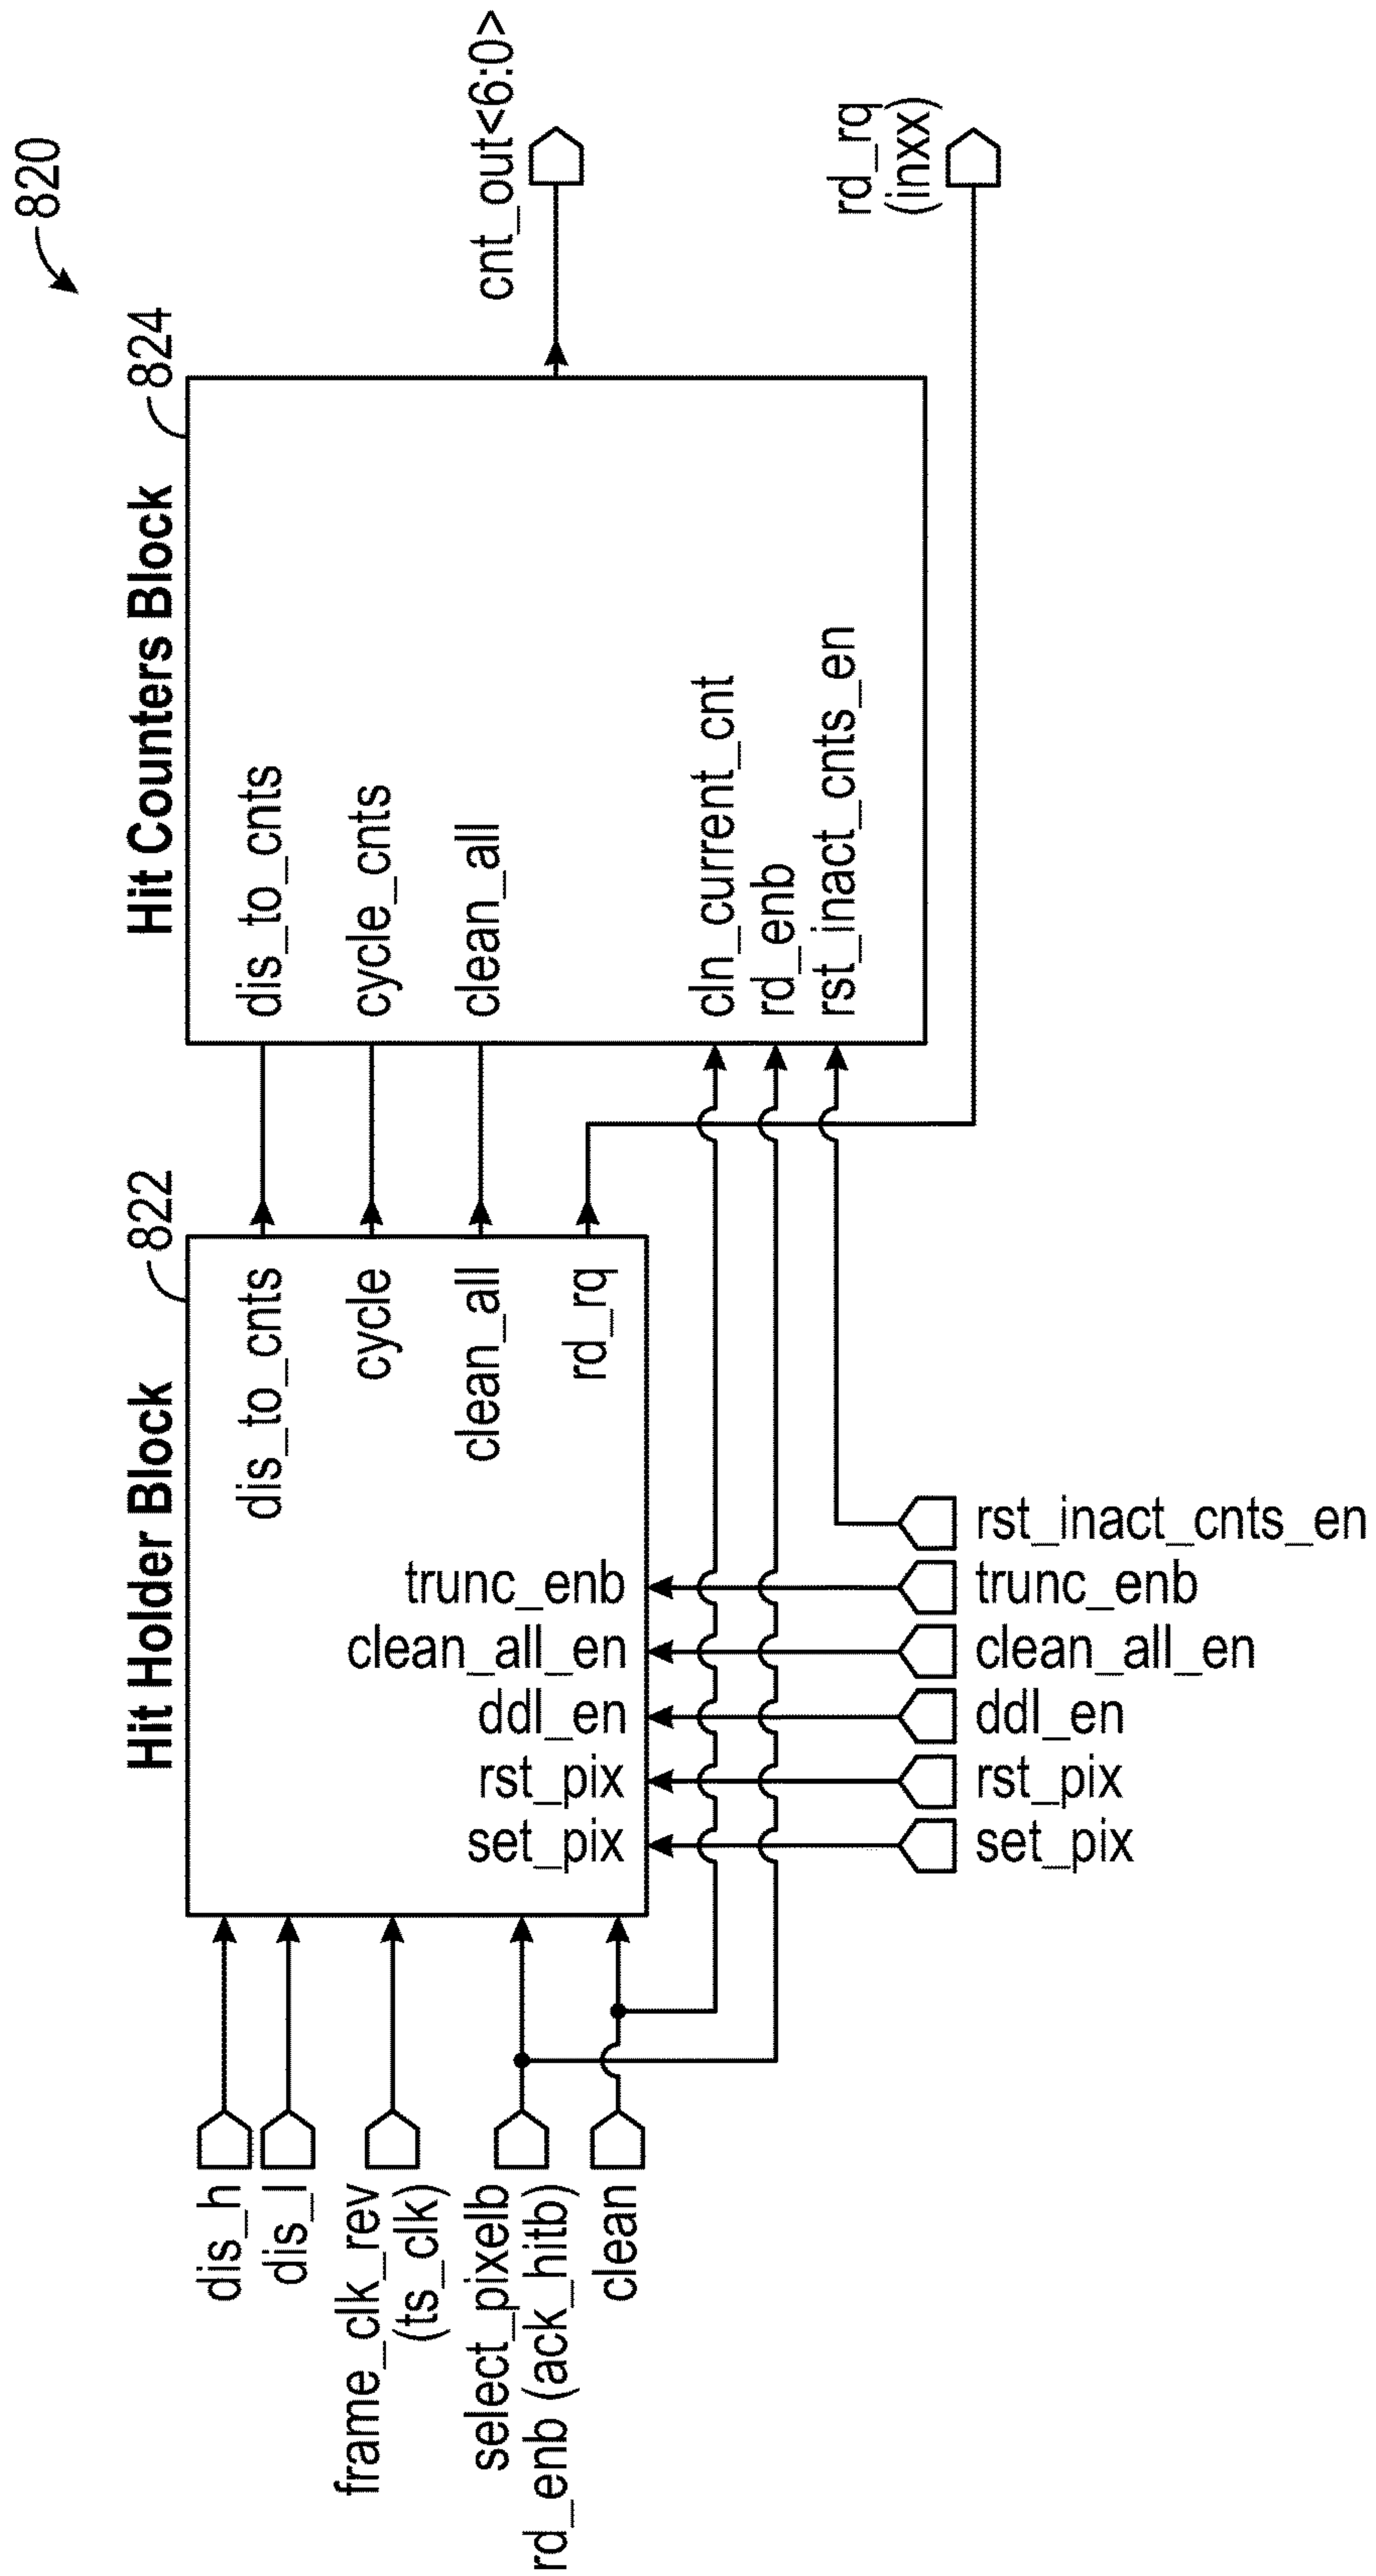 820
Hit Holder Block
822
Hit Counters Block
824
dis_h
dis_l
frame_clk_rev
(ts_clk)
select_pixelb
rd_enb (ack_hitb)
clean
dis_to_cnts
cycle
clean_all
rd_rq
trunc_enb
clean_all_en
ddl_en
rst_pix
set_pix
dis_to_cnts
cycle_cnts
clean_all
cln_current_cnt
rd_enb
rst_inact_cnts_en
cnt_out<6:0>
rd_rq
(inxx)
rst_inact_cnts_en
trunc_enb
clean_all_en
ddl_en
rst_pix
set_pix